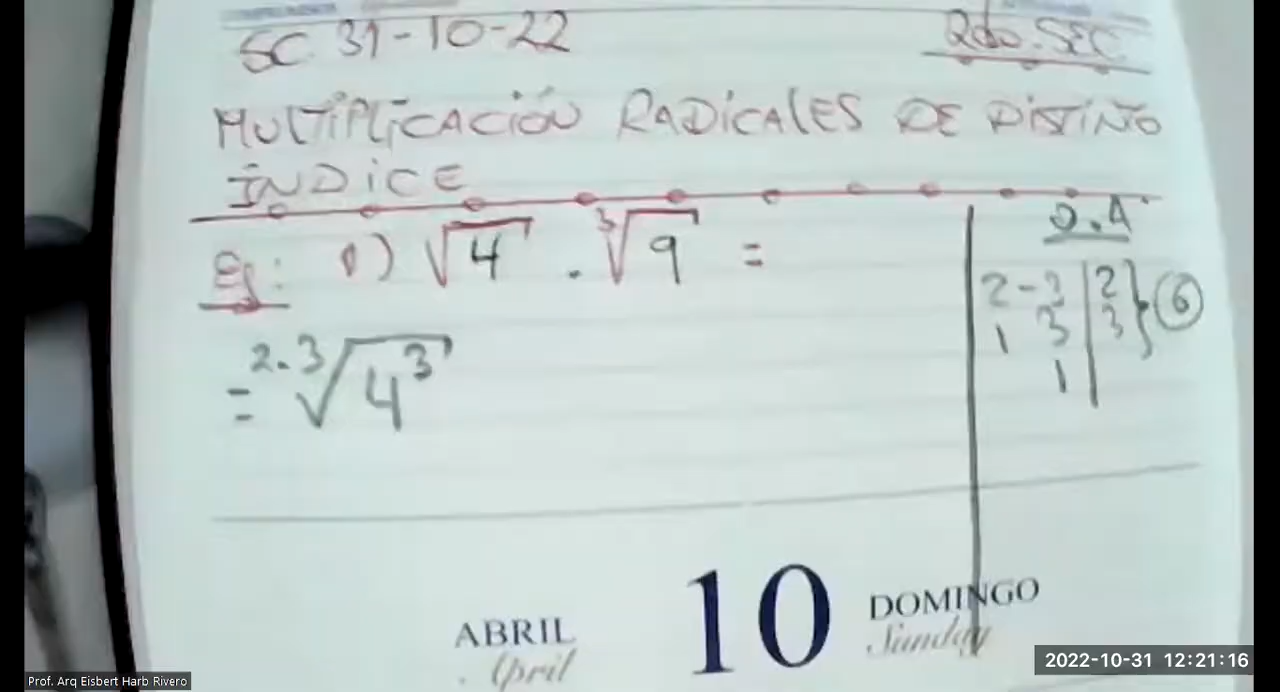 SC 31-10-22
2do. SEC
MULTIPLICACIÓN RADICALES DE DISTINTO
ÍNDICE
Ej: 1) √4 . ³√9 =
O.A
2 - 3 | 2
1 3 | 3 } 6
1
= ²·³√4³
ABRIL
April
10
DOMINGO
Sunday
2022-10-31 12:21:16
Prof. Arq Eisbert Harb Rivero